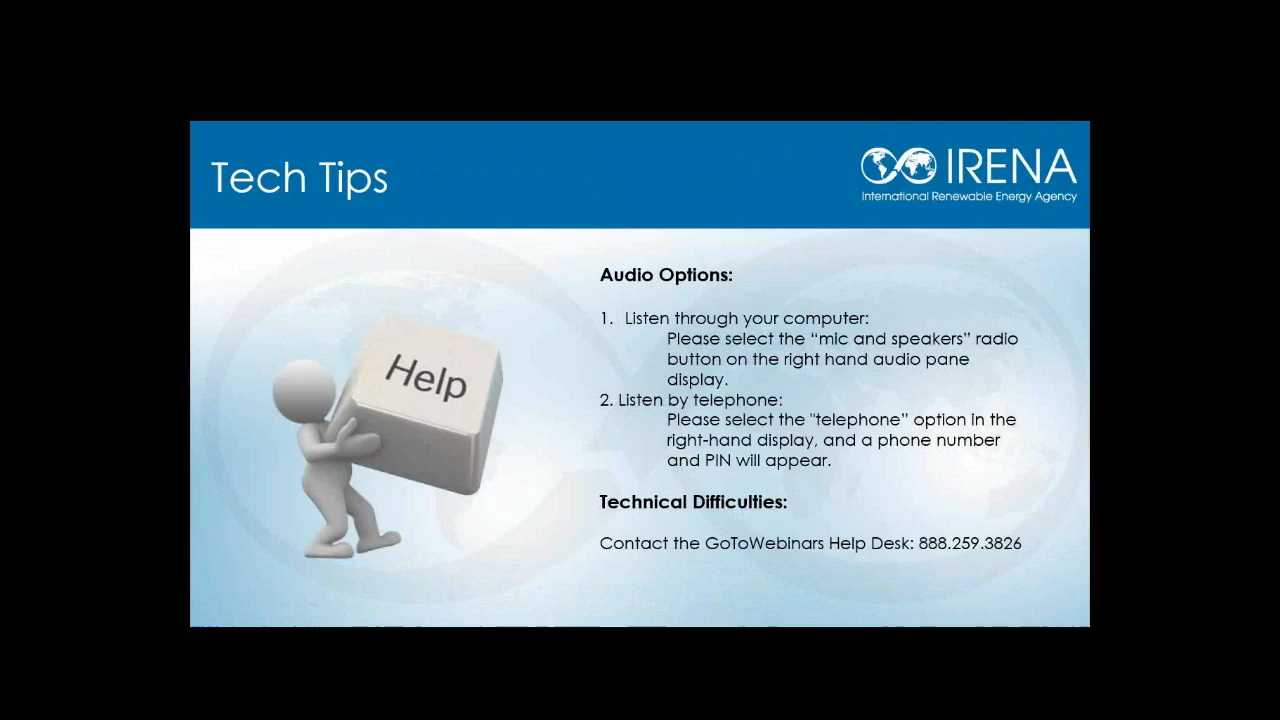 Tech Tips
IRENA
International Renewable Energy Agency
Help
Audio Options:
1. Listen through your computer:
Please select the “mic and speakers” radio
button on the right hand audio pane
display.
2. Listen by telephone:
Please select the "telephone” option in the
right-hand display, and a phone number
and PIN will appear.
Technical Difficulties:
Contact the GoToWebinars Help Desk: 888.259.3826